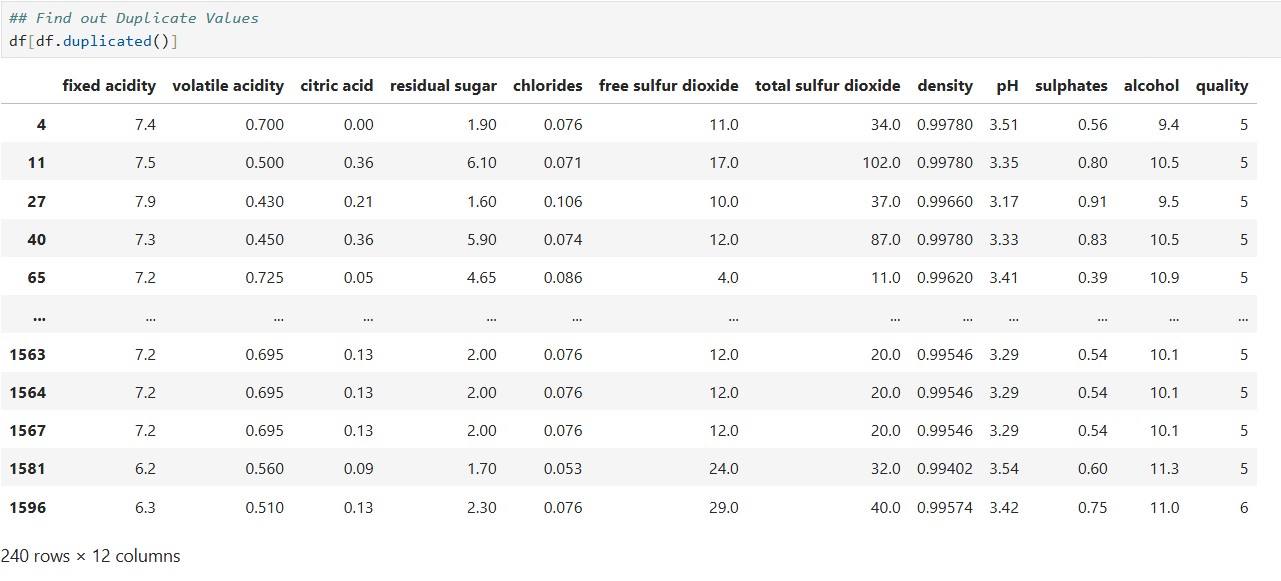 ## Find out Duplicate Values
df[df.duplicated()]
fixed acidity volatile acidity citric acid residual sugar chlorides free sulfur dioxide total sulfur dioxide density pH sulphates alcohol quality
4 7.4 0.700 0.00 1.90 0.076 11.0 34.0 0.99780 3.51 0.56 9.4 5
11 7.5 0.500 0.36 6.10 0.071 17.0 102.0 0.99780 3.35 0.80 10.5 5
27 7.9 0.430 0.21 1.60 0.106 10.0 37.0 0.99660 3.17 0.91 9.5 5
40 7.3 0.450 0.36 5.90 0.074 12.0 87.0 0.99780 3.33 0.83 10.5 5
65 7.2 0.725 0.05 4.65 0.086 4.0 11.0 0.99620 3.41 0.39 10.9 5
... ... ... ... ... ... ... ... ... ... ... ... ...
1563 7.2 0.695 0.13 2.00 0.076 12.0 20.0 0.99546 3.29 0.54 10.1 5
1564 7.2 0.695 0.13 2.00 0.076 12.0 20.0 0.99546 3.29 0.54 10.1 5
1567 7.2 0.695 0.13 2.00 0.076 12.0 20.0 0.99546 3.29 0.54 10.1 5
1581 6.2 0.560 0.09 1.70 0.053 24.0 32.0 0.99402 3.54 0.60 11.3 5
1596 6.3 0.510 0.13 2.30 0.076 29.0 40.0 0.99574 3.42 0.75 11.0 6
240 rows × 12 columns